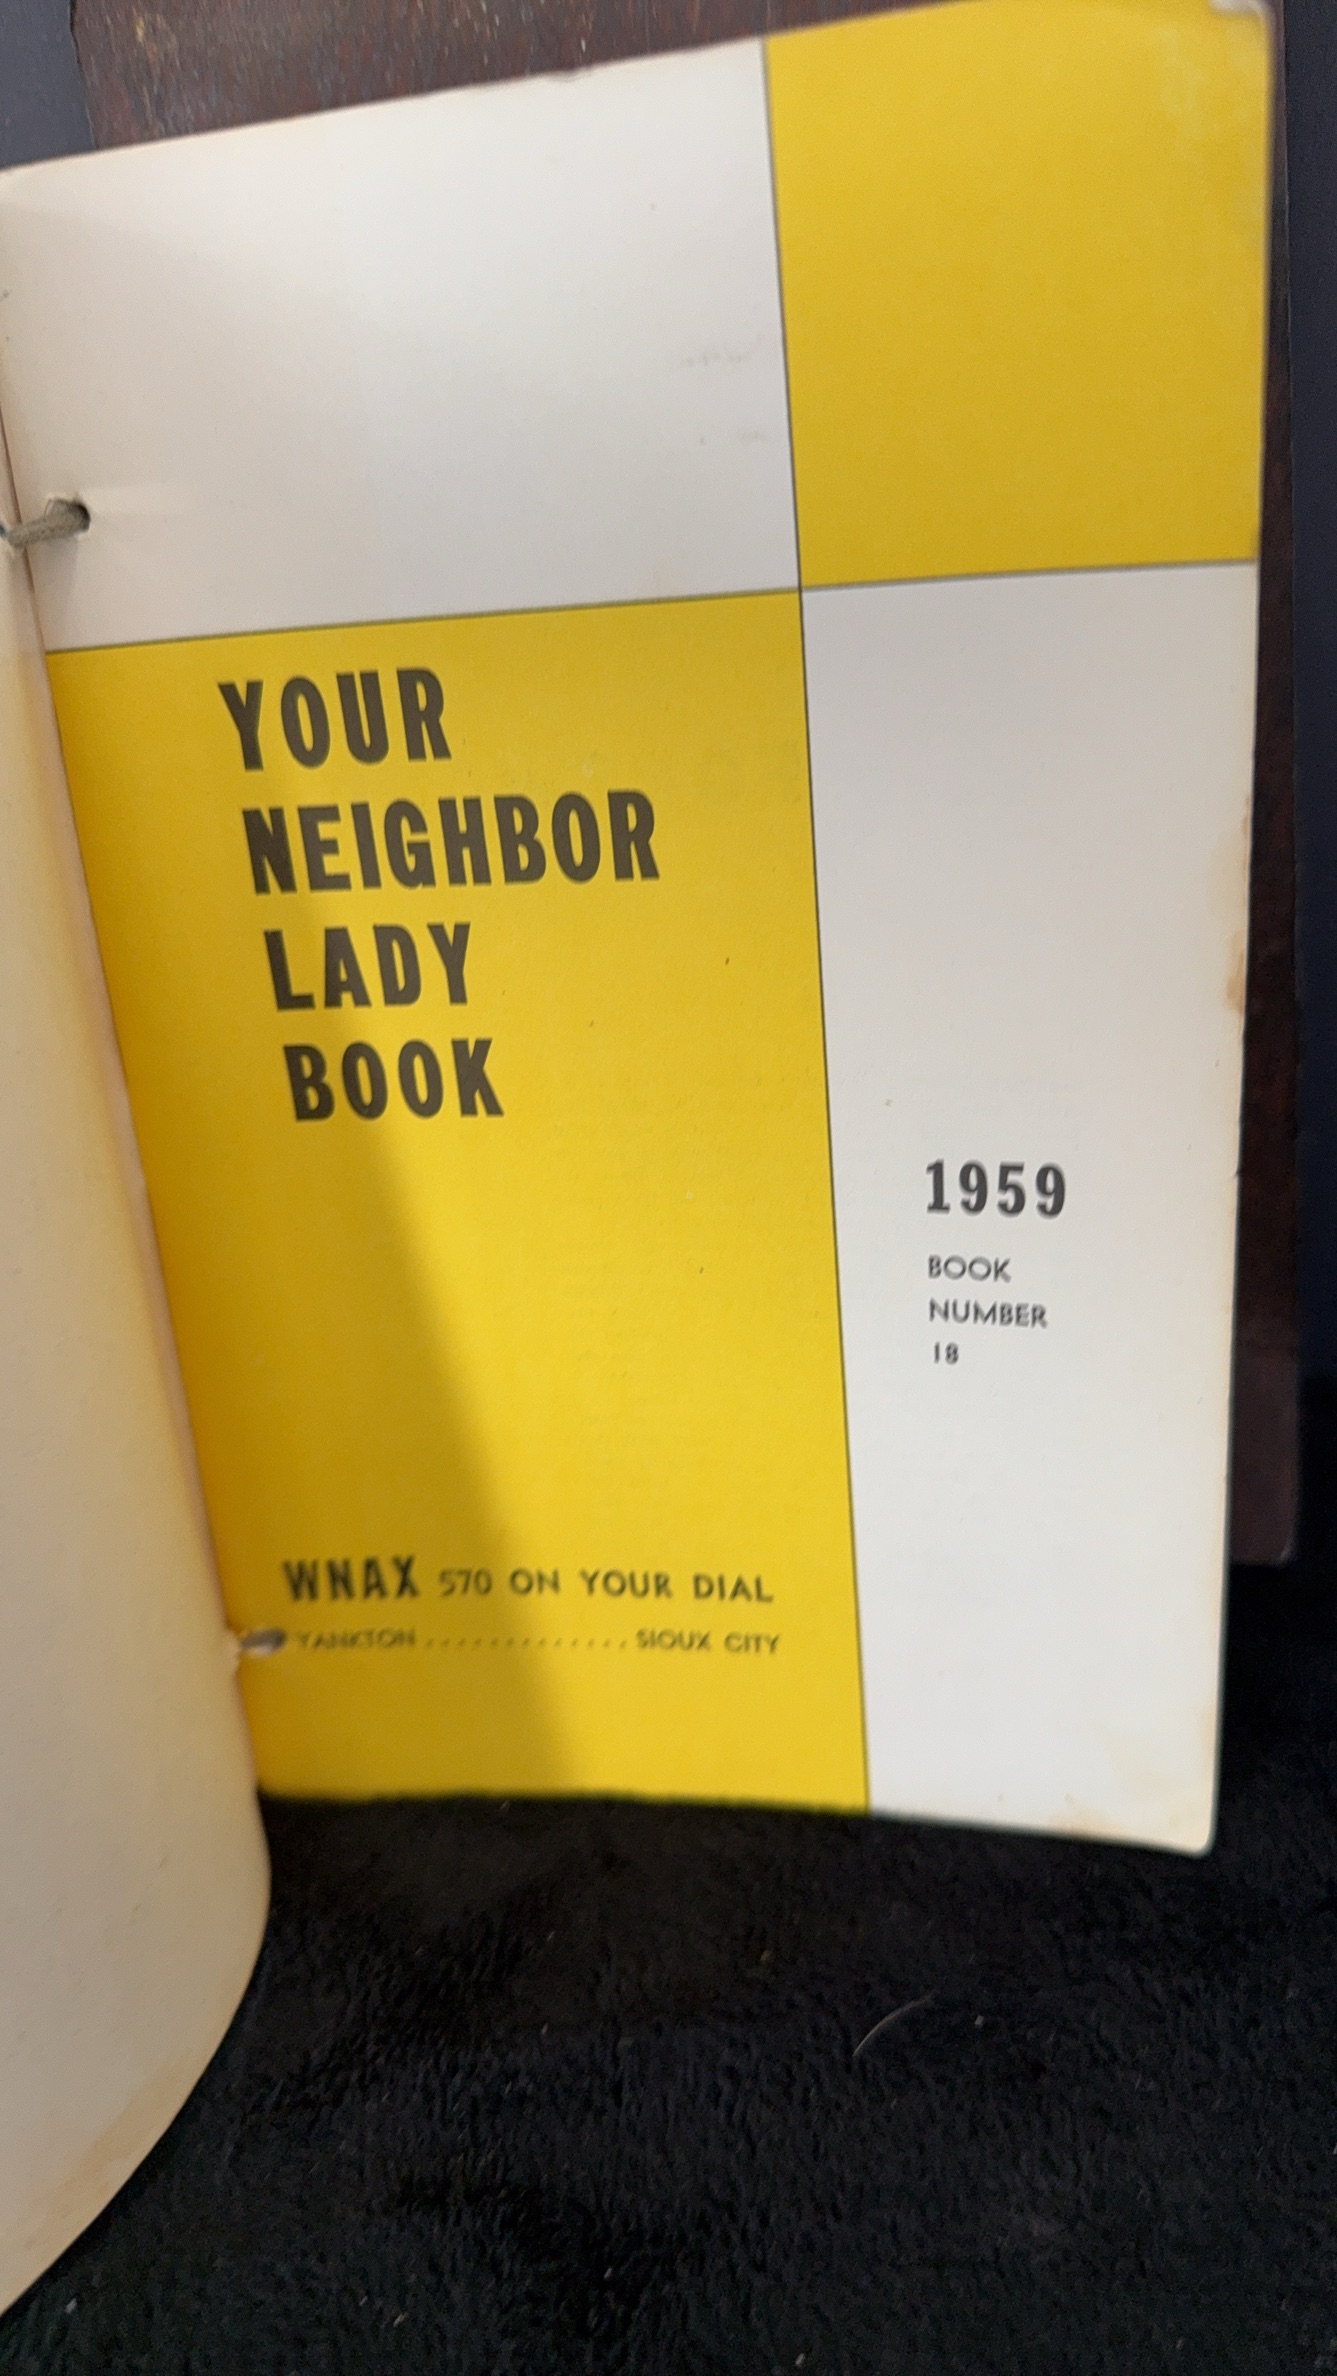 YOUR
NEIGHBOR
LADY
BOOK
1959
BOOK
NUMBER
18
WNAX 570 ON YOUR DIAL
YANKTON . . . . . . . . . . . . . . SIOUX CITY